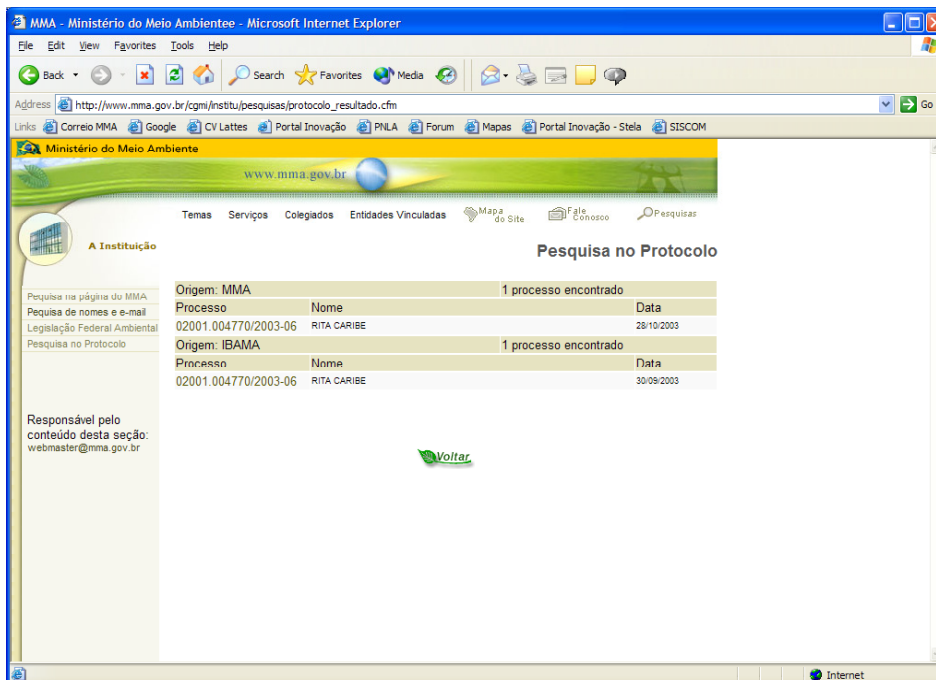 MMA - Ministério do Meio Ambientee - Microsoft Internet Explorer
File Edit View Favorites Tools Help
Back Search Favorites Media
Address http://www.mma.gov.br/cgmi/institu/pesquisas/protocolo_resultado.cfm Go
Links Correio MMA Google CV Lattes Portal Inovação PNLA Forum Mapas Portal Inovação - Stela SISCOM
Ministério do Meio Ambiente
www.mma.gov.br
Temas Serviços Colegiados Entidades Vinculadas Mapa do Site Fale Conosco Pesquisas
A Instituição
Pesquisa no Protocolo
Pequisa na página do MMA
Pequisa de nomes e e-mail
Legislação Federal Ambiental
Pesquisa no Protocolo
Responsável pelo
conteúdo desta seção:
webmaster@mma.gov.br
Origem: MMA 1 processo encontrado
Processo Nome Data
02001.004770/2003-06 RITA CARIBE 28/10/2003
Origem: IBAMA 1 processo encontrado
Processo Nome Data
02001.004770/2003-06 RITA CARIBE 30/09/2003
Voltar
Internet